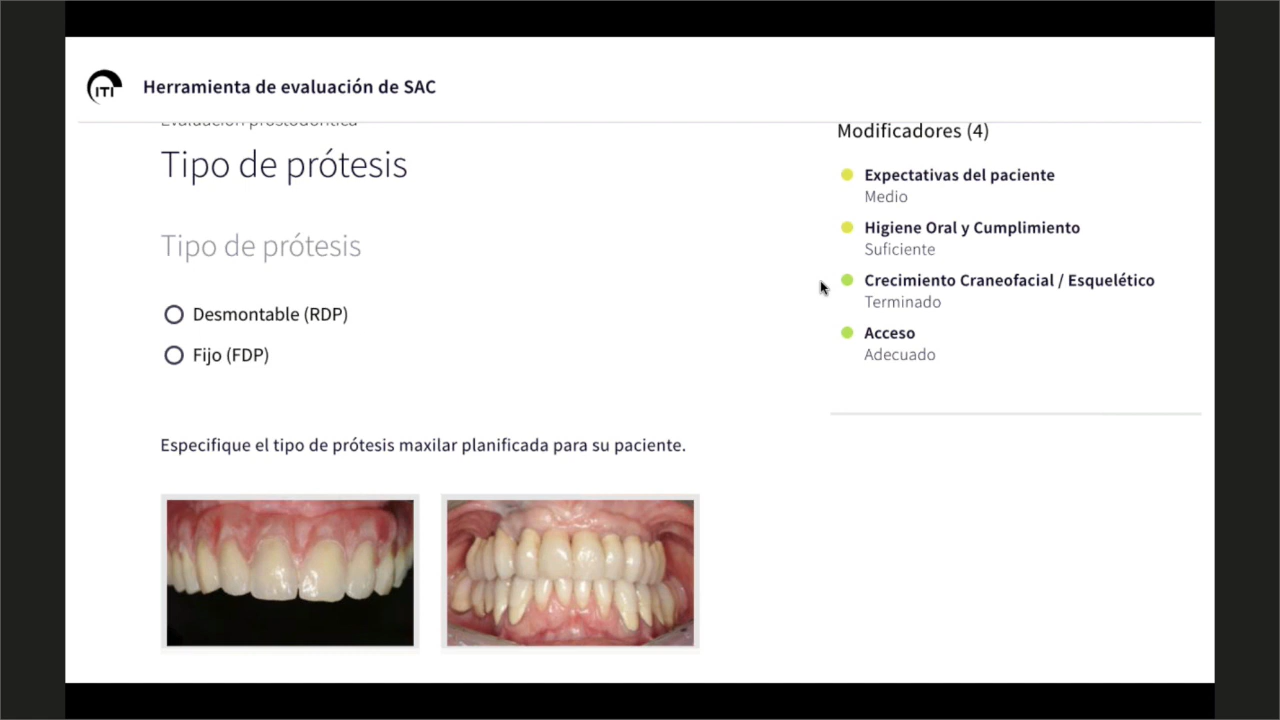 ITI
Herramienta de evaluación de SAC
Evaluación prostodóntica
Tipo de prótesis
Tipo de prótesis
Desmontable (RDP)
Fijo (FDP)
Especifique el tipo de prótesis maxilar planificada para su paciente.
Modificadores (4)
Expectativas del paciente
Medio
Higiene Oral y Cumplimiento
Suficiente
Crecimiento Craneofacial / Esquelético
Terminado
Acceso
Adecuado